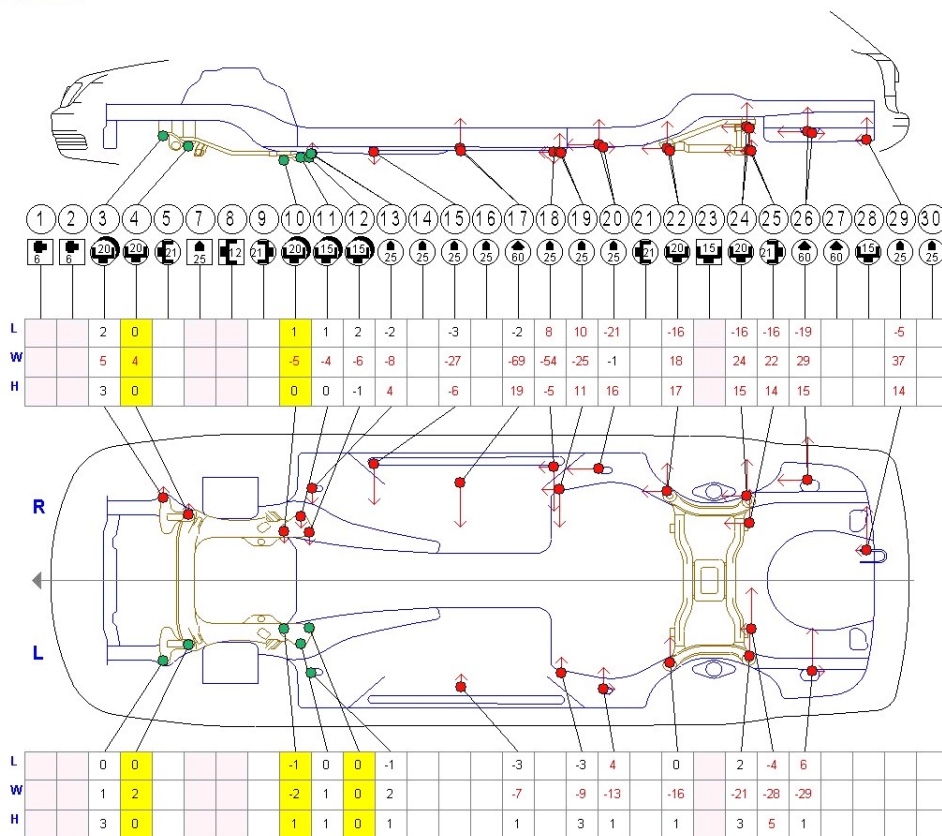 1 2 3 4 5 7 8 9 10 11 12 13 14 15 16 17 18 19 20 21 22 23 24 25 26 27 28 29 30
6 6 20 20 21 25 12 21 20 15 15 25 25 25 25 60 25 25 25 21 20 15 20 21 60 60 15 25 25
L 2 0 1 1 2 -2 -3 -2 8 10 -21 -16 -16 -16 -19 -5
W 5 4 -5 -4 -6 -8 -27 -69 -54 -25 -1 18 24 22 29 37
H 3 0 0 0 -1 4 -6 19 -5 11 16 17 15 14 15 14
R
L
L 0 0 -1 0 0 -1 -3 -3 4 0 2 -4 6
W 1 2 -2 1 0 2 -7 -9 -13 -16 -21 -28 -29
H 3 0 1 1 0 1 1 3 1 1 3 5 1